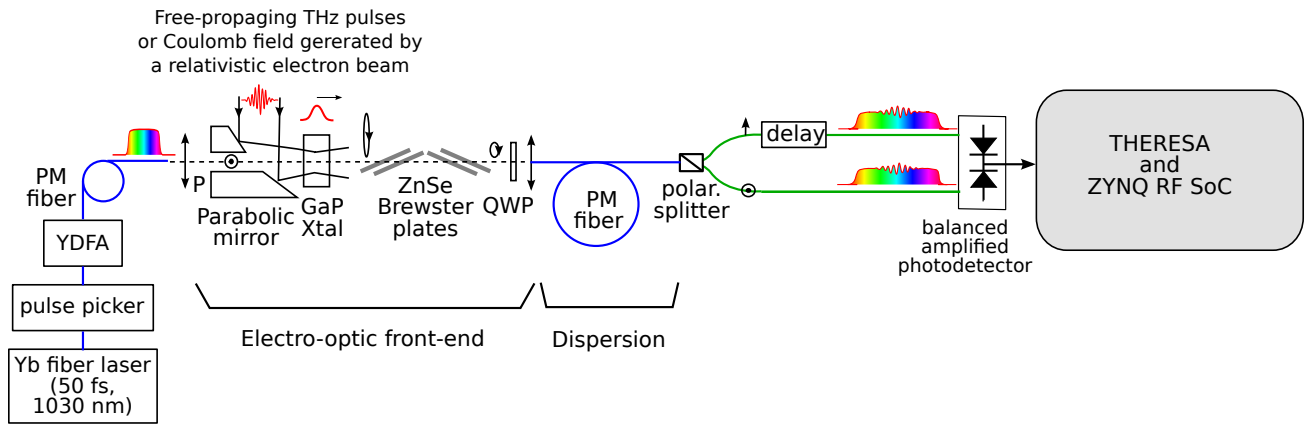 Free-propaging THz pulses
or Coulomb field gererated by
a relativistic electron beam
PM
fiber
P
Parabolic
mirror
GaP
Xtal
ZnSe
Brewster
plates
QWP
PM
fiber
polar.
splitter
delay
balanced
amplified
photodetector
THERESA
and
ZYNQ RF SoC
YDFA
pulse picker
Yb fiber laser
(50 fs,
1030 nm)
Electro-optic front-end
Dispersion